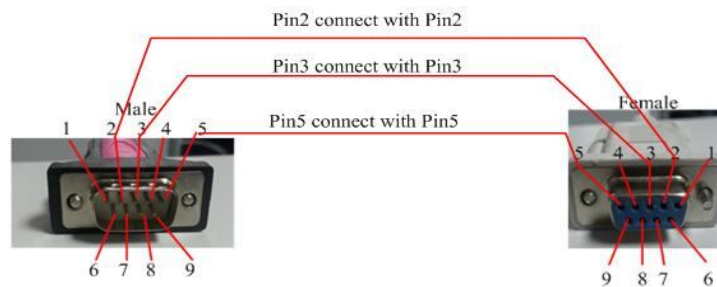 Pin2 connect with Pin2
Pin3 connect with Pin3
Male
Female
1 2 3 4 5
Pin5 connect with Pin5
5 4 3 2 1
6 7 8 9
9 8 7 6